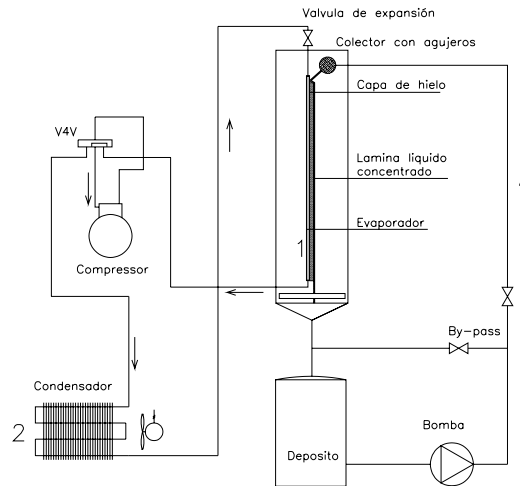 Valvula de expansión
Colector con agujeros
Capa de hielo
V4V
Lamina liquido
concentrado
Evaporador
1
Compressor
By-pass
Condensador
2
Bomba
Deposito